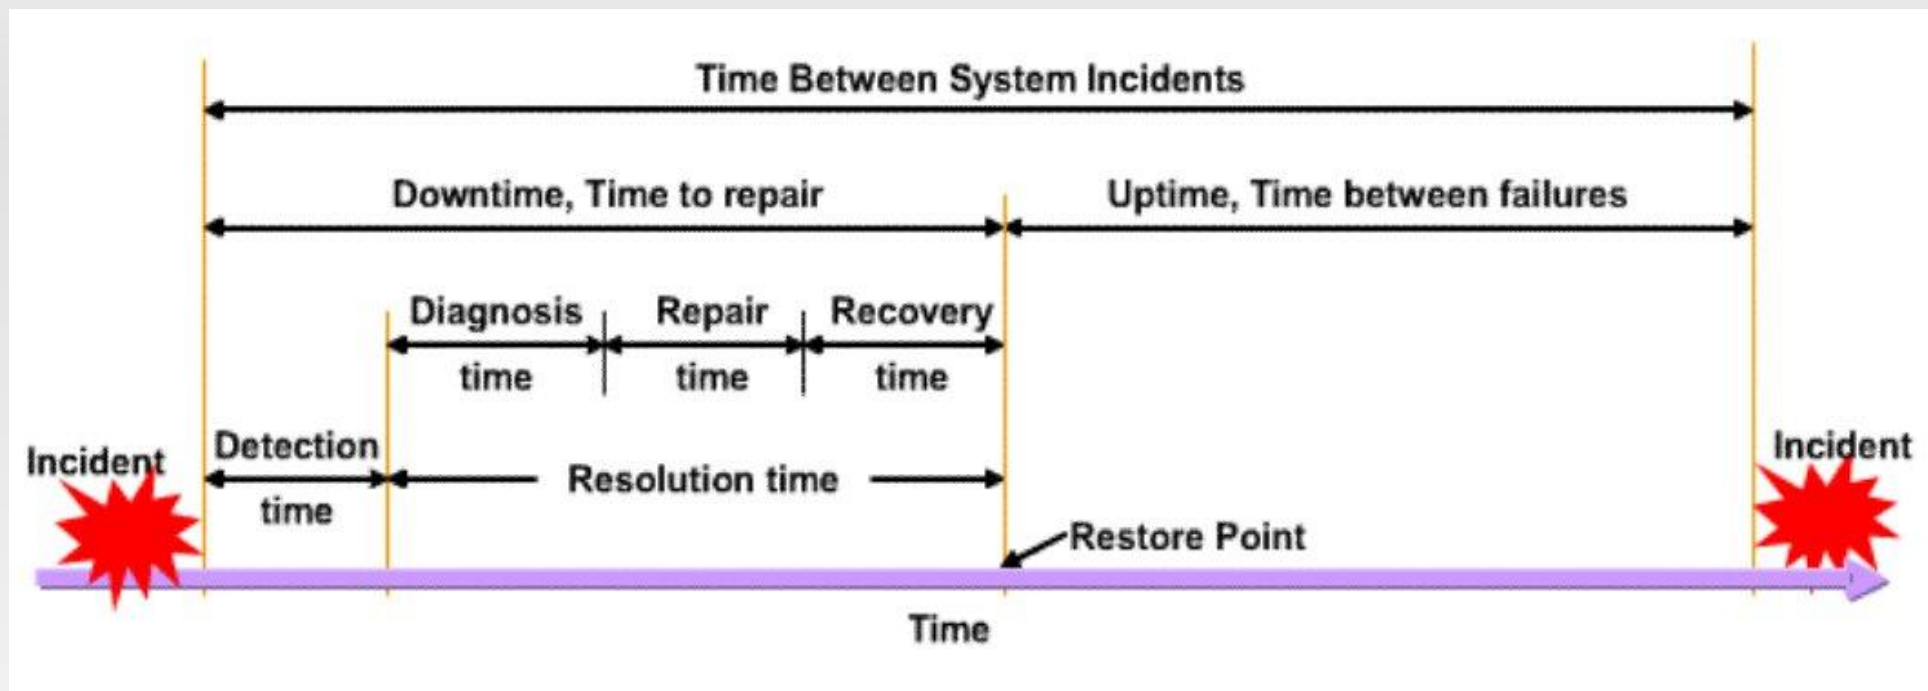 Time Between System Incidents
Downtime, Time to repair
Uptime, Time between failures
Diagnosis
time
Repair
time
Recovery
time
Incident
Detection
time
Resolution time
Incident
Restore Point
Time